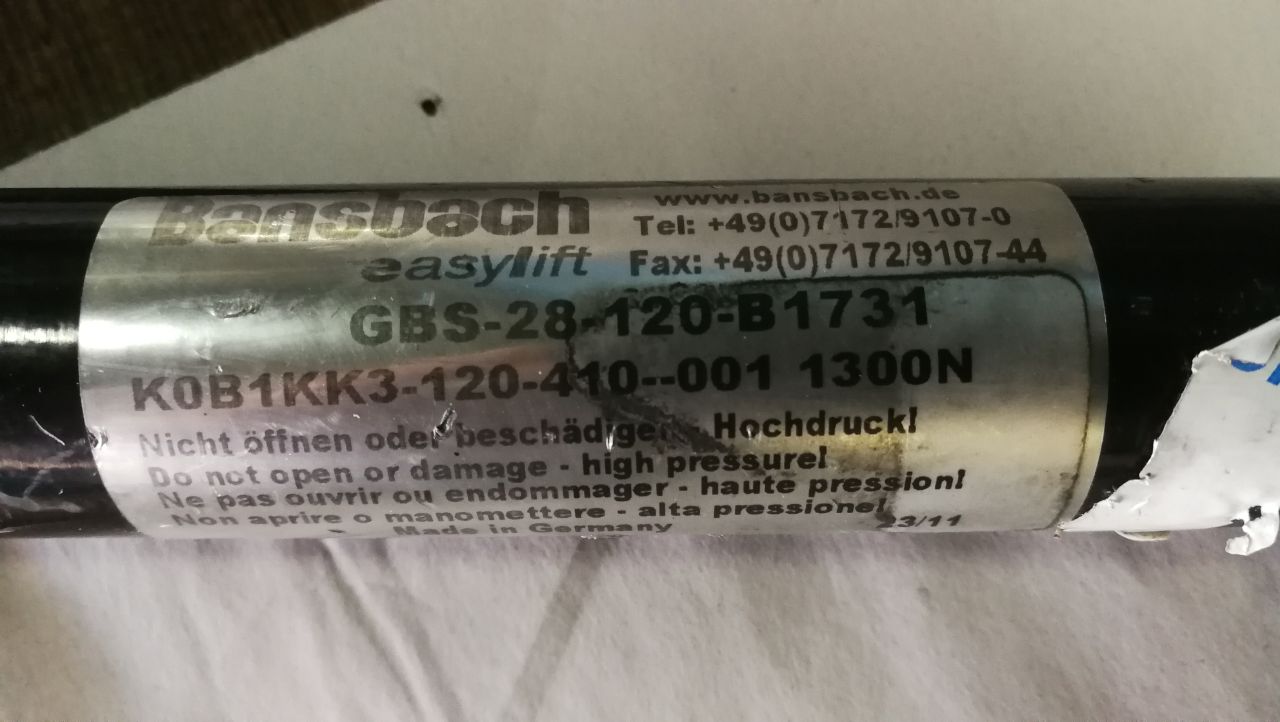 Bansbach
easylift
www.bansbach.de
Tel: +49(0)7172/9107-0
Fax: +49(0)7172/9107-44
GBS-28-120-B1731
K0B1KK3-120-410--001 1300N
Nicht öffnen oder beschädigen - Hochdruck!
Do not open or damage - high pressure!
Ne pas ouvrir ou endommager - haute pression!
Non aprire o manomettere - alta pressione!
Made in Germany